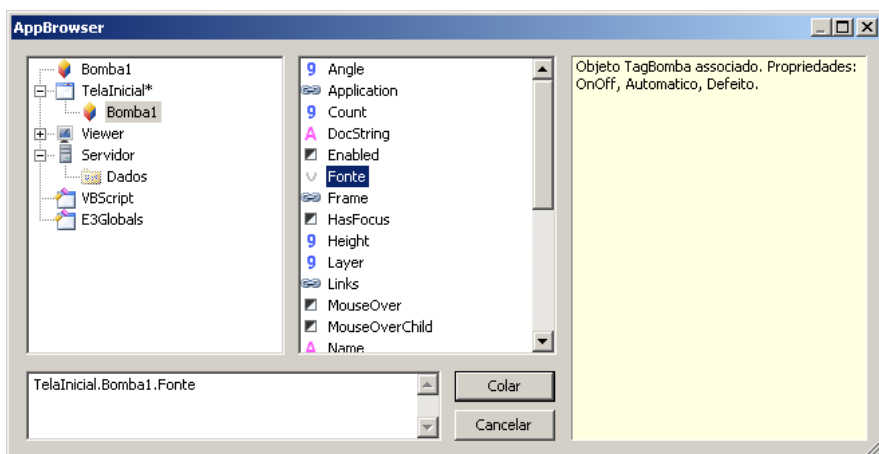 AppBrowser
Bomba1
TelaInicial*
Bomba1
Viewer
Servidor
Dados
VBScript
E3Globals
Angle
Application
Count
DocString
Enabled
Fonte
Frame
HasFocus
Height
Layer
Links
MouseOver
MouseOverChild
Name
Objeto TagBomba associado. Propriedades:
OnOff, Automatico, Defeito.
TelaInicial.Bomba1.Fonte
Colar
Cancelar